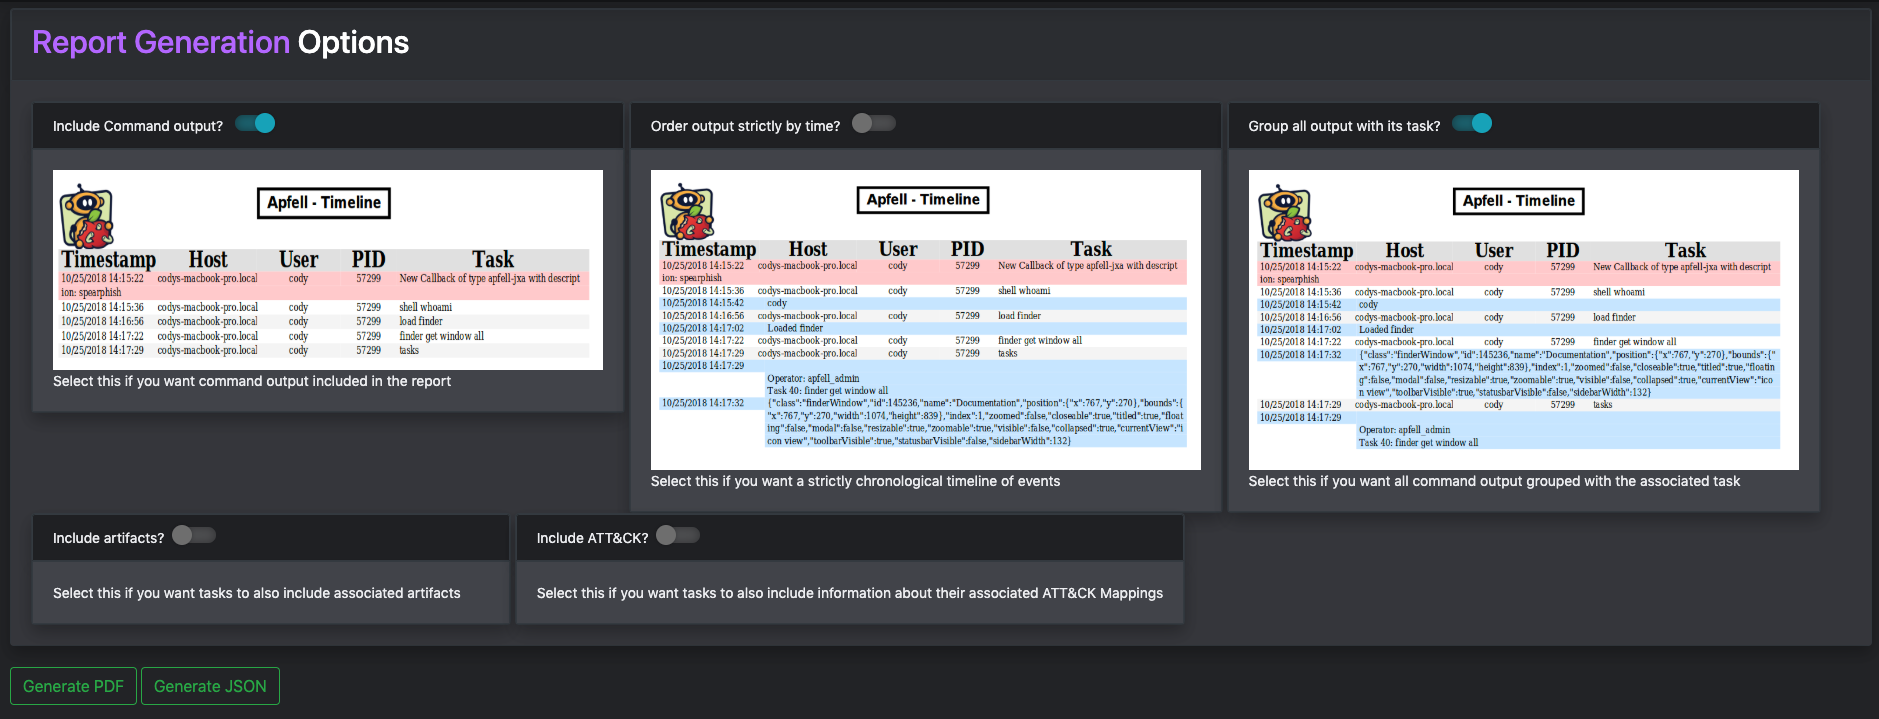 Report Generation Options
Include Command output?
Apfell - Timeline
Timestamp Host User PID Task
10/25/2018 14:15:22 codys-macbook-pro.local cody 57299 New Callback of type apfell-jxa with descript
ion: spearphish
10/25/2018 14:15:36 codys-macbook-pro.local cody 57299 shell whoami
10/25/2018 14:16:56 codys-macbook-pro.local cody 57299 load finder
10/25/2018 14:17:22 codys-macbook-pro.local cody 57299 finder get window all
10/25/2018 14:17:29 codys-macbook-pro.local cody 57299 tasks
Select this if you want command output included in the report
Order output strictly by time?
Apfell - Timeline
Timestamp Host User PID Task
10/25/2018 14:15:22 codys-macbook-pro.local cody 57299 New Callback of type apfell-jxa with descript
ion: spearphish
10/25/2018 14:15:36 codys-macbook-pro.local cody 57299 shell whoami
10/25/2018 14:15:42 cody
10/25/2018 14:16:56 codys-macbook-pro.local cody 57299 load finder
10/25/2018 14:17:02 Loaded finder
10/25/2018 14:17:22 codys-macbook-pro.local cody 57299 finder get window all
10/25/2018 14:17:29 codys-macbook-pro.local cody 57299 tasks
10/25/2018 14:17:29
Operator: apfell_admin
Task 40: finder get window all
10/25/2018 14:17:32 {"class":"finderWindow","id":145236,"name":"Documentation","position":{"x":767,"y":270},"bounds":{
"x":767,"y":270,"width":1074,"height":839},"index":1,"zoomed":false,"closeable":true,"titled":true,"float
ing":false,"modal":false,"resizable":true,"zoomable":true,"visible":false,"collapsed":true,"currentView":"i
con view","toolbarVisible":true,"statusbarVisible":false,"sidebarWidth":132}
Select this if you want a strictly chronological timeline of events
Group all output with its task?
Apfell - Timeline
Timestamp Host User PID Task
10/25/2018 14:15:22 codys-macbook-pro.local cody 57299 New Callback of type apfell-jxa with descript
ion: spearphish
10/25/2018 14:15:36 codys-macbook-pro.local cody 57299 shell whoami
10/25/2018 14:15:42 cody
10/25/2018 14:16:56 codys-macbook-pro.local cody 57299 load finder
10/25/2018 14:17:02 Loaded finder
10/25/2018 14:17:22 codys-macbook-pro.local cody 57299 finder get window all
10/25/2018 14:17:32 {"class":"finderWindow","id":145236,"name":"Documentation","position":{"x":767,"y":270},"bounds":{"
x":767,"y":270,"width":1074,"height":839},"index":1,"zoomed":false,"closeable":true,"titled":true,"floatin
g":false,"modal":false,"resizable":true,"zoomable":true,"visible":false,"collapsed":true,"currentView":"ico
n view","toolbarVisible":true,"statusbarVisible":false,"sidebarWidth":132}
10/25/2018 14:17:29 codys-macbook-pro.local cody 57299 tasks
10/25/2018 14:17:29
Operator: apfell_admin
Task 40: finder get window all
Select this if you want all command output grouped with the associated task
Include artifacts?
Select this if you want tasks to also include associated artifacts
Include ATT&CK?
Select this if you want tasks to also include information about their associated ATT&CK Mappings
Generate PDF
Generate JSON